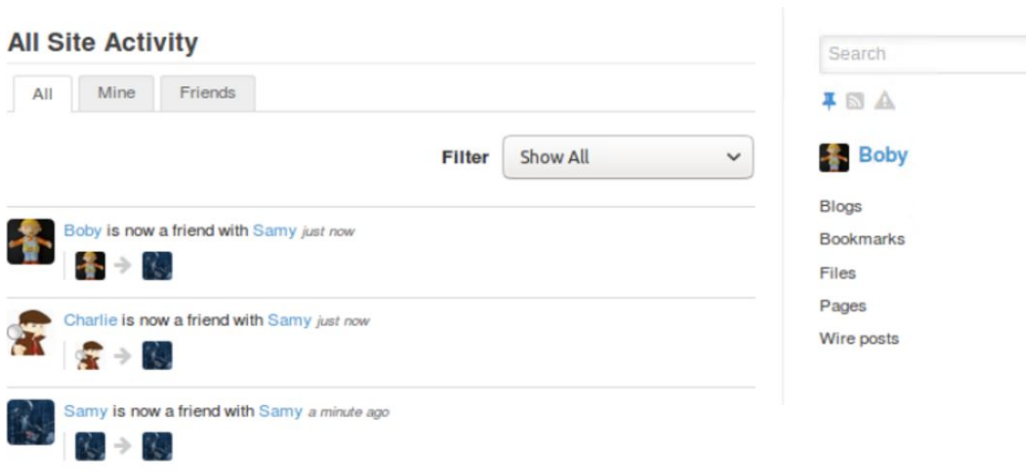 All Site Activity
All
Mine
Friends
Filter
Show All
Boby is now a friend with Samy just now
Charlie is now a friend with Samy just now
Samy is now a friend with Samy a minute ago
Search
Boby
Blogs
Bookmarks
Files
Pages
Wire posts